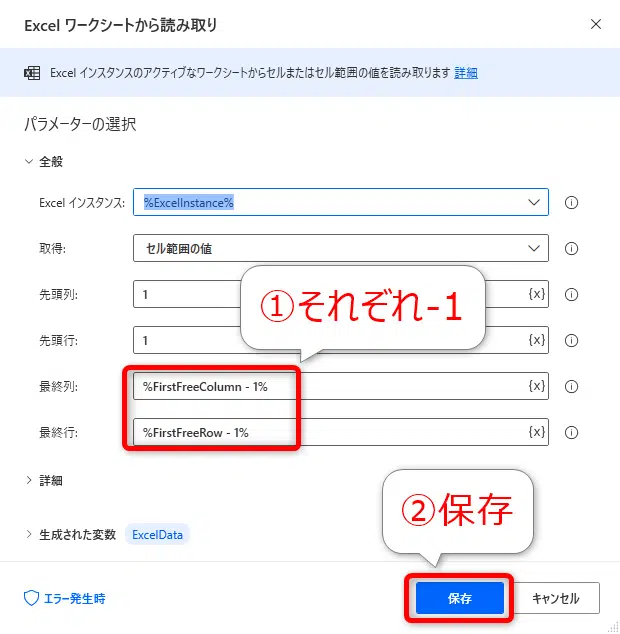 Excel ワークシートから読み取り
Excel インスタンスのアクティブなワークシートからセルまたはセル範囲の値を読み取ります 詳細
パラメーターの選択
全般
Excel インスタンス: %ExcelInstance%
取得: セル範囲の値
先頭列: 1 {x}
①それぞれ-1
先頭行: 1 {x}
最終列: %FirstFreeColumn - 1% {x}
最終行: %FirstFreeRow - 1% {x}
詳細
②保存
生成された変数 ExcelData
エラー発生時 保存 キャンセル